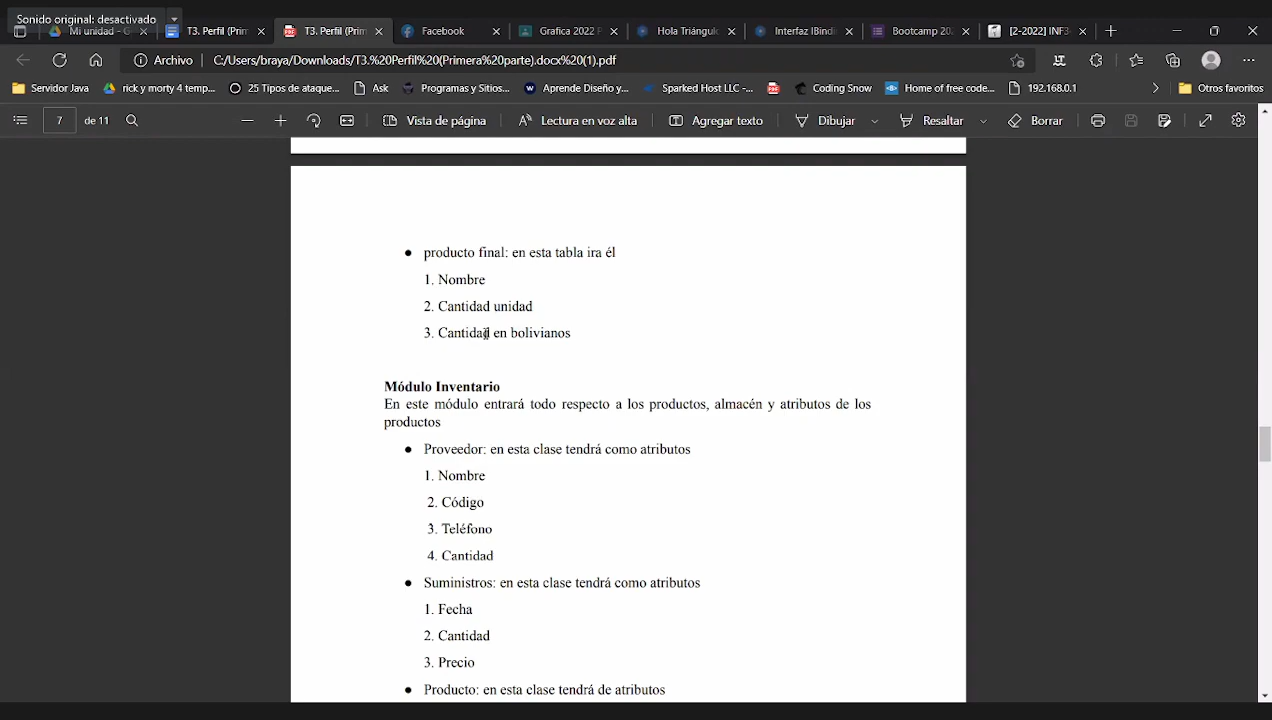 Sonido original: desactivado
Mi unidad - G
T3. Perfil (Prim
T3. Perfil (Prim
Facebook
Grafica 2022 P
Hola Triángulo
Interfaz IBindin
Bootcamp 202
[2-2022] INF34
Archivo
C:/Users/braya/Downloads/T3.%20Perfil%20(Primera%20parte).docx%20(1).pdf
Servidor Java
rick y morty 4 temp...
25 Tipos de ataque...
Ask
Programas y Sitios...
Aprende Diseño y...
Sparked Host LLC -...
Coding Snow
Home of free code...
192.168.0.1
Otros favoritos
7 de 11
Vista de página
Lectura en voz alta
Agregar texto
Dibujar
Resaltar
Borrar
● producto final: en esta tabla ira él
1. Nombre
2. Cantidad unidad
3. Cantidad en bolivianos
Módulo Inventario
En este módulo entrará todo respecto a los productos, almacén y atributos de los
productos
● Proveedor: en esta clase tendrá como atributos
1. Nombre
2. Código
3. Teléfono
4. Cantidad
● Suministros: en esta clase tendrá como atributos
1. Fecha
2. Cantidad
3. Precio
● Producto: en esta clase tendrá de atributos